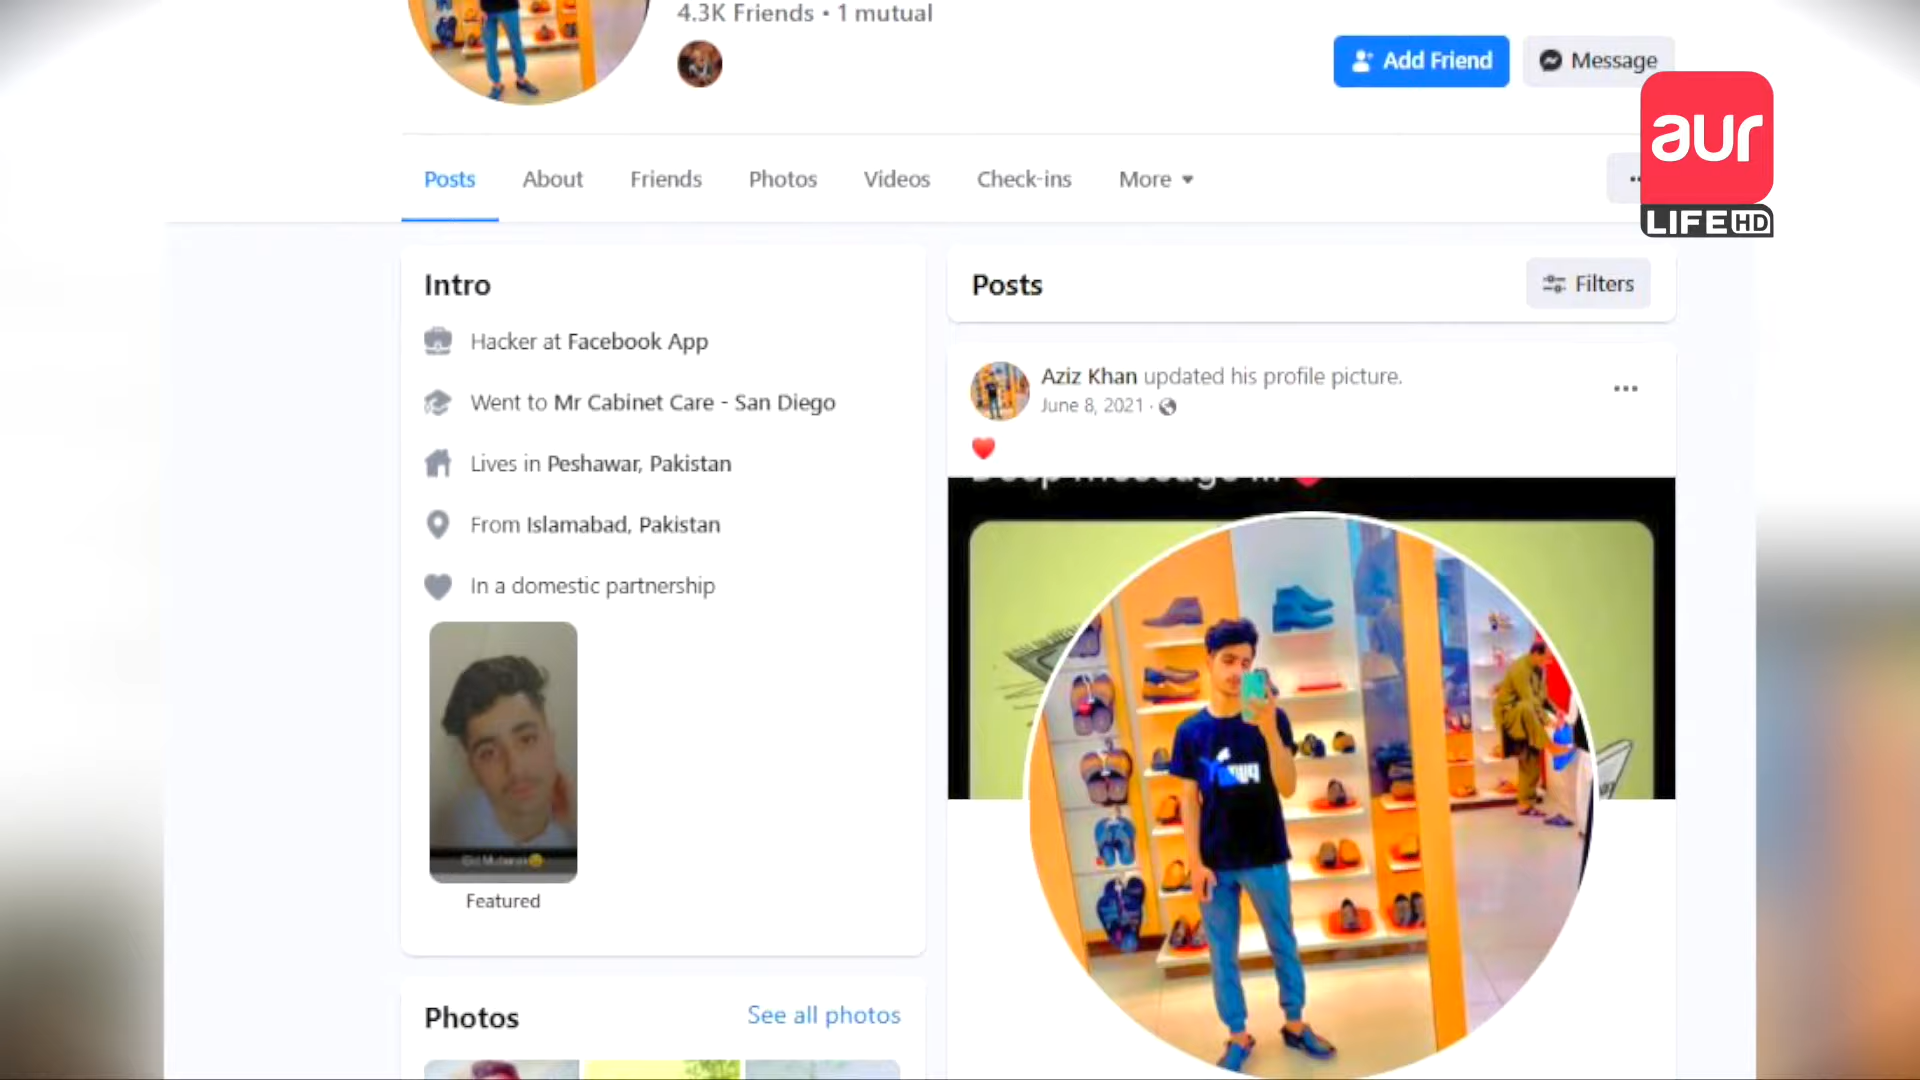 4.3K Friends • 1 mutual
Add Friend
Message
aur
LIFE HD
Posts
About
Friends
Photos
Videos
Check-ins
More
Intro
Hacker at Facebook App
Went to Mr Cabinet Care - San Diego
Lives in Peshawar, Pakistan
From Islamabad, Pakistan
In a domestic partnership
Eid Mubarak
Featured
Photos
See all photos
Posts
Filters
Aziz Khan updated his profile picture.
June 8, 2021